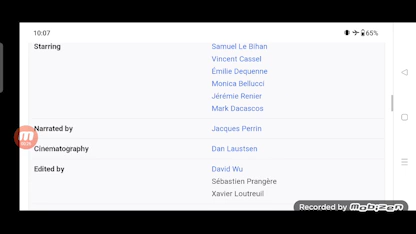 10:07
65%
Starring
Samuel Le Bihan
Vincent Cassel
Émilie Dequenne
Monica Bellucci
Jérémie Renier
Mark Dacascos
Narrated by
Jacques Perrin
Cinematography
Dan Laustsen
Edited by
David Wu
Sébastien Prangère
Xavier Loutreuil
Recorded by Mobizen